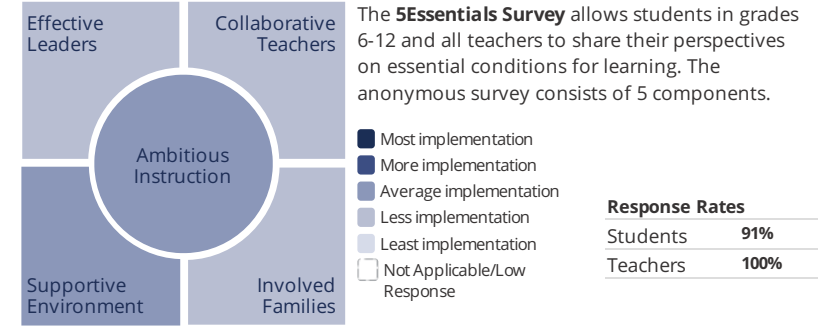 Effective
Leaders
Collaborative
Teachers
Ambitious
Instruction
Supportive
Environment
Involved
Families
The 5Essentials Survey allows students in grades
6-12 and all teachers to share their perspectives
on essential conditions for learning. The
anonymous survey consists of 5 components.
Most implementation
More implementation
Average implementation
Less implementation
Least implementation
Not Applicable/Low
Response
Response Rates
Students 91%
Teachers 100%